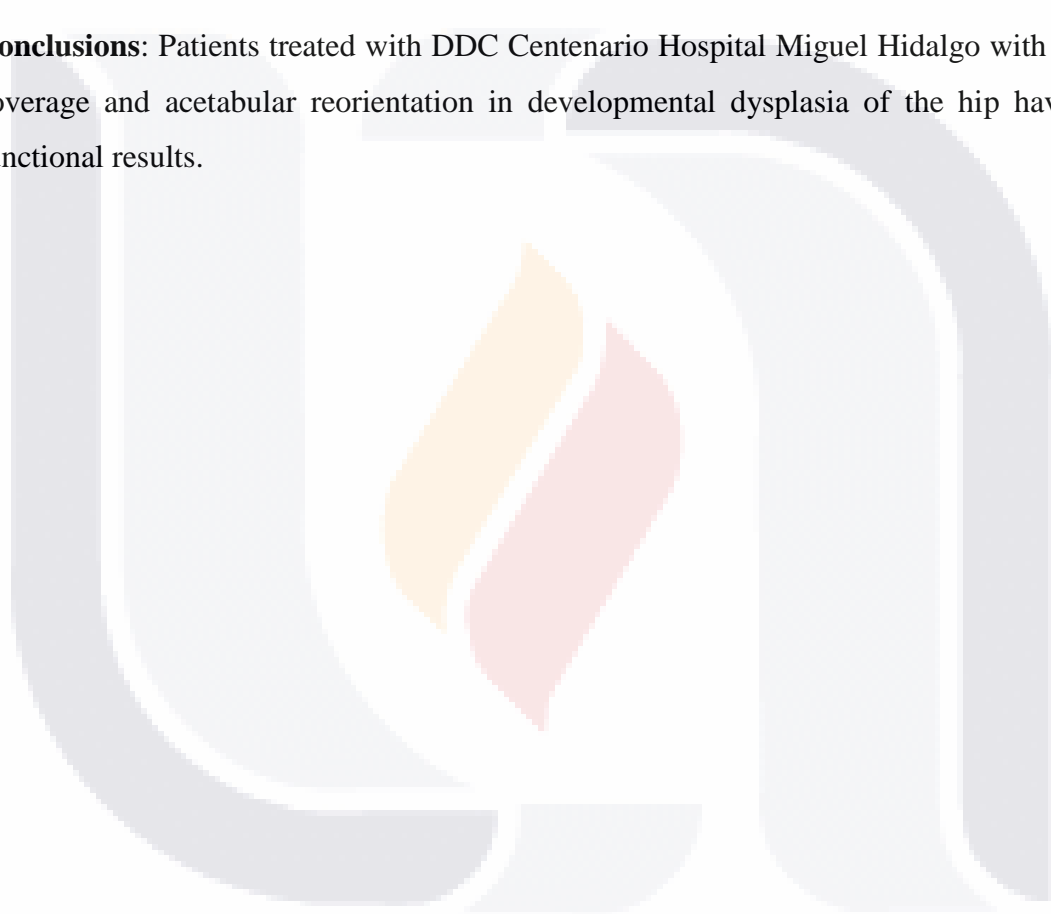 onclusions: Patients treated with DDC Centenario Hospital Miguel Hidalgo with
overage and acetabular reorientation in developmental dysplasia of the hip hav
nctional results.